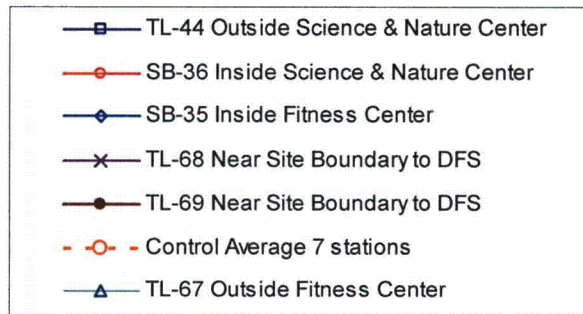 TL-44 Outside Science & Nature Center
SB-36 Inside Science & Nature Center
SB-35 Inside Fitness Center
TL-68 Near Site Boundary to DFS
TL-69 Near Site Boundary to DFS
Control Average 7 stations
TL-67 Outside Fitness Center